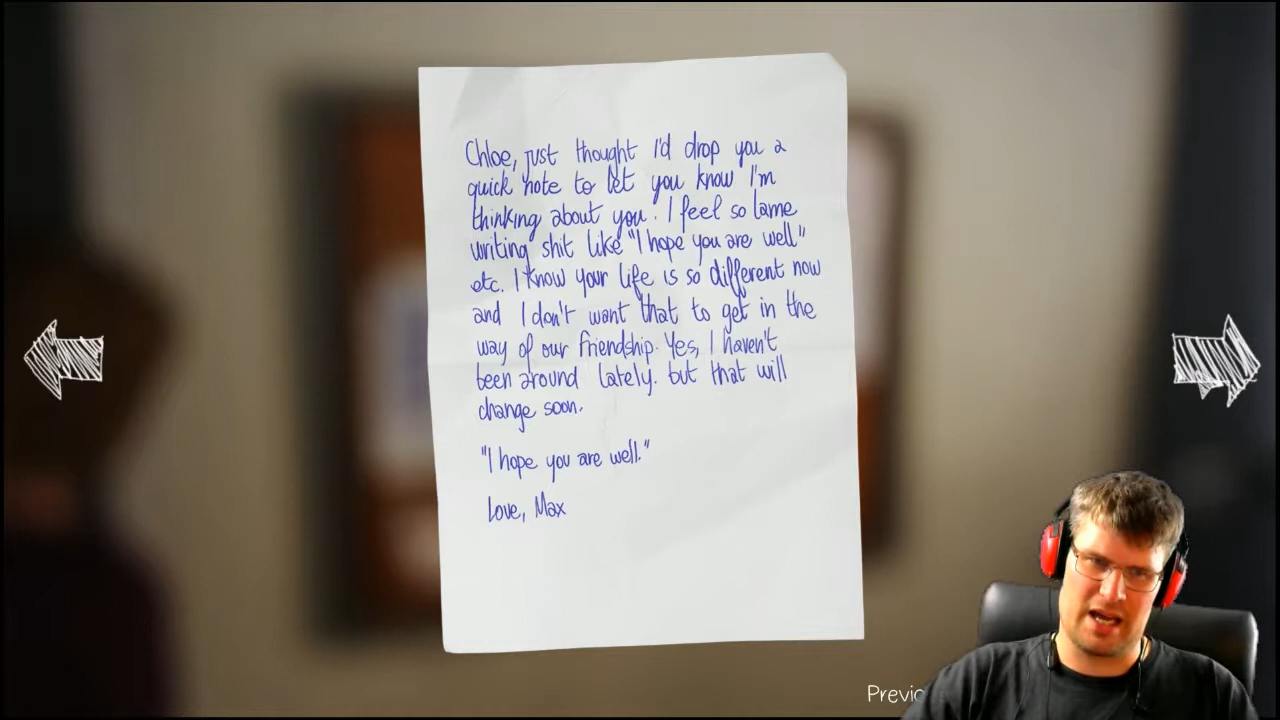 Chloe, just thought I'd drop you a
quick note to let you know I'm
thinking about you. I feel so lame
writing shit like "I hope you are well"
etc. I know your life is so different now
and I don't want that to get in the
way of our friendship. Yes, I haven't
been around lately. but that will
change soon.
"I hope you are well."
Love, Max
Previo